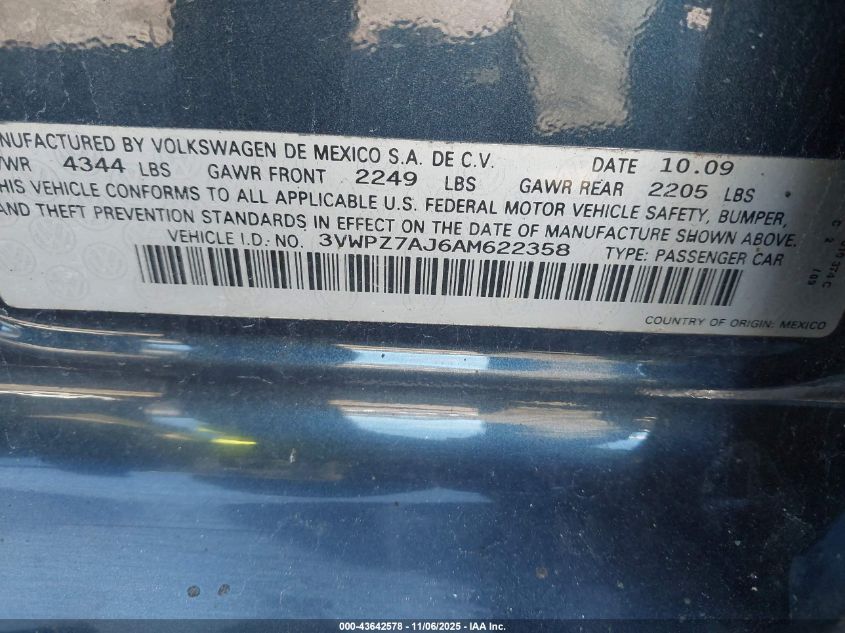 NUFACTURED BY VOLKSWAGEN DE MEXICO S.A. DE C.V. DATE 10.09
VWR 4344 LBS GAWR FRONT 2249 LBS GAWR REAR 2205 LBS
THIS VEHICLE CONFORMS TO ALL APPLICABLE U.S. FEDERAL MOTOR VEHICLE SAFETY, BUMPER,
AND THEFT PREVENTION STANDARDS IN EFFECT ON THE DATE OF MANUFACTURE SHOWN ABOVE.
VEHICLE I.D. NO. 3VWPZ7AJ6AM622358 TYPE: PASSENGER CAR
COUNTRY OF ORIGIN: MEXICO
000-43642578 - 11/06/2025 - IAA Inc.